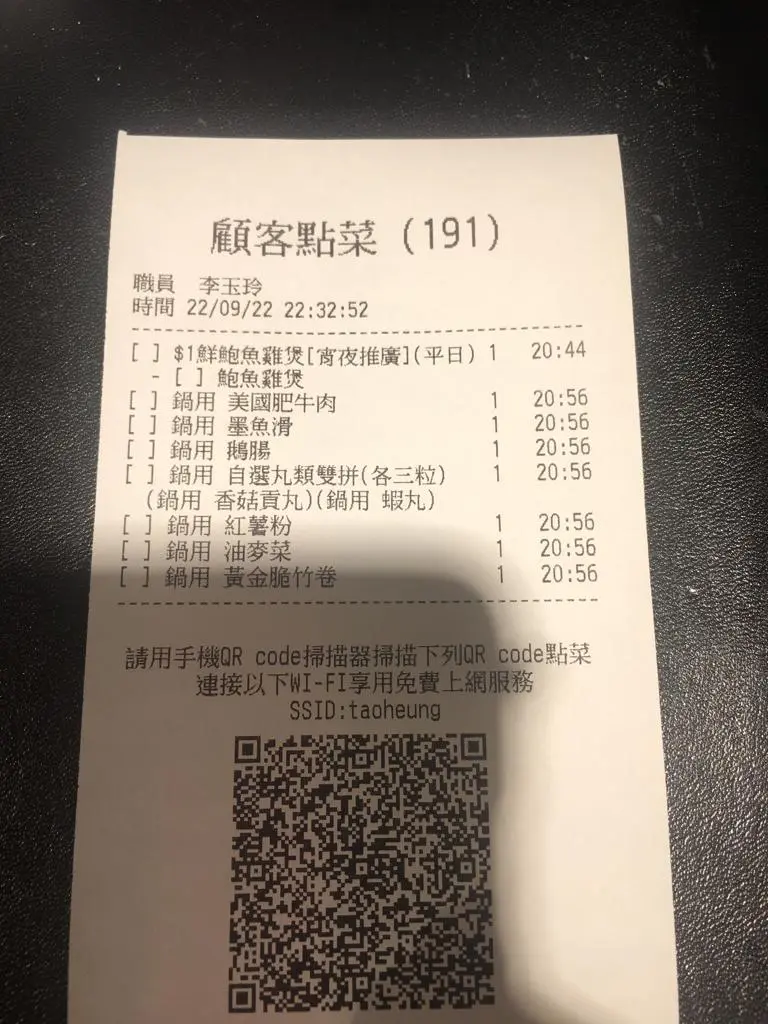 顧客點菜 (191)
職員 李玉玲
時間 22/09/22 22:32:52
[ ] $1鮮鮑魚雞煲[宵夜推廣](平日) 1 20:44
- [ ] 鮑魚雞煲
[ ] 鍋用 美國肥牛肉 1 20:56
[ ] 鍋用 墨魚滑 1 20:56
[ ] 鍋用 鵝腸 1 20:56
[ ] 鍋用 自選丸類雙拼(各三粒) 1 20:56
(鍋用 香菇貢丸)(鍋用 蝦丸)
[ ] 鍋用 紅薯粉 1 20:56
[ ] 鍋用 油麥菜 1 20:56
[ ] 鍋用 黃金脆竹卷 1 20:56
請用手機QR code掃描器掃描下列QR code點菜
連接以下WI-FI享用免費上網服務
SSID:taoheung